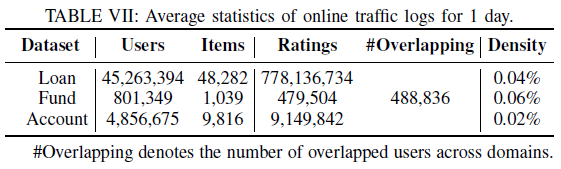 TABLE VII: Average statistics of online traffic logs for 1 day.
Dataset Users Items Ratings #Overlapping Density
Loan 45,263,394 48,282 778,136,734 0.04%
Fund 801,349 1,039 479,504 488,836 0.06%
Account 4,856,675 9,816 9,149,842 0.02%
#Overlapping denotes the number of overlapped users across domains.